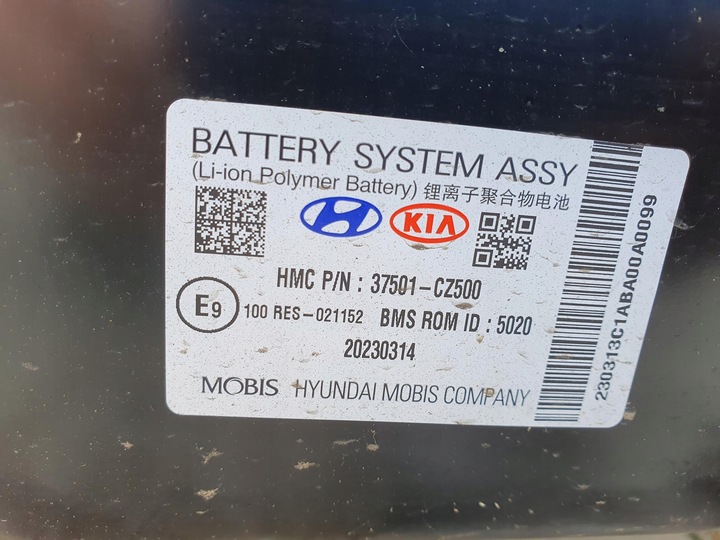 BATTERY SYSTEM ASSY
(Li-ion Polymer Battery) 锂离子聚合物电池
KIA
HMC P/N : 37501-CZ500
E9 100 RES-021152 BMS ROM ID : 5020
20230314
MOBIS HYUNDAI MOBIS COMPANY
230313C1ABA00A0099